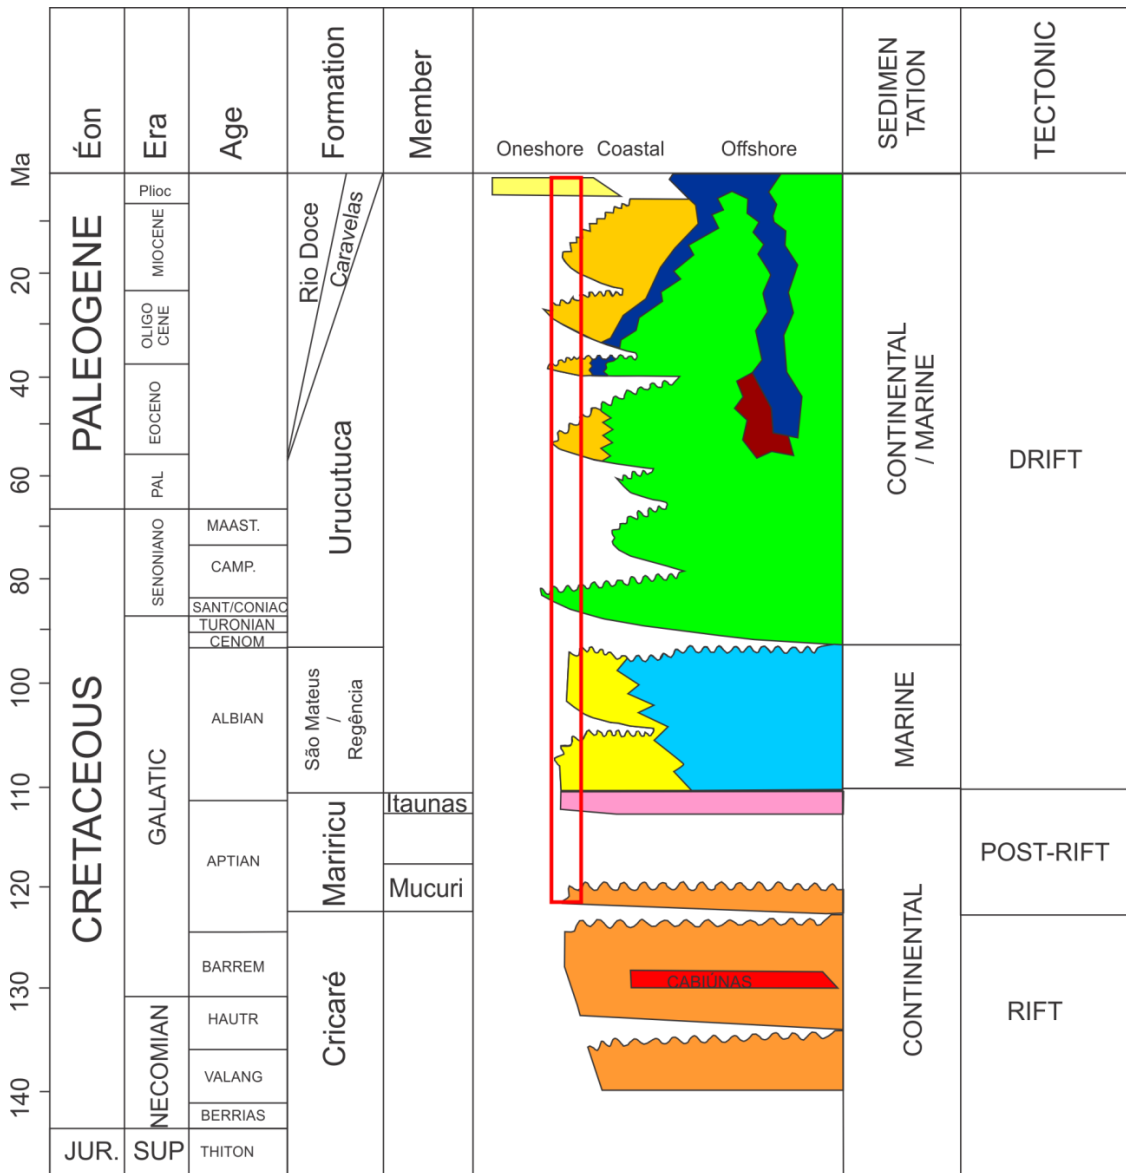 Ma
Éon
Era
Age
Formation
Member
Oneshore
Coastal
Offshore
SEDIMEN
TATION
TECTONIC
20
40
60
80
100
110
120
130
140
PALEOGENE
CRETACEOUS
JUR.
Plioc
MIOCENE
OLIGO
CENE
EOCENO
PAL
SENONIANO
GALATIC
NECOMIAN
SUP
MAAST.
CAMP.
SANT/CONIAC
TURONIAN
CENOM
ALBIAN
APTIAN
BARREM
HAUTR
VALANG
BERRIAS
THITON
Rio Doce
Caravelas
Urucutuca
São Mateus
/
Regência
Mariricu
Cricaré
Itaunas
Mucuri
CABIÚNAS
CONTINENTAL
/ MARINE
MARINE
CONTINENTAL
DRIFT
POST-RIFT
RIFT